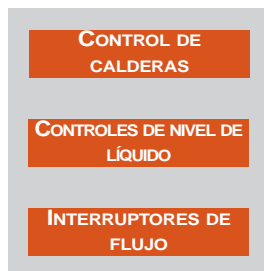 CONTROL DE
CALDERAS
CONTROLES DE NIVEL DE
LÍQUIDO
INTERRUPTORES DE
FLUJO